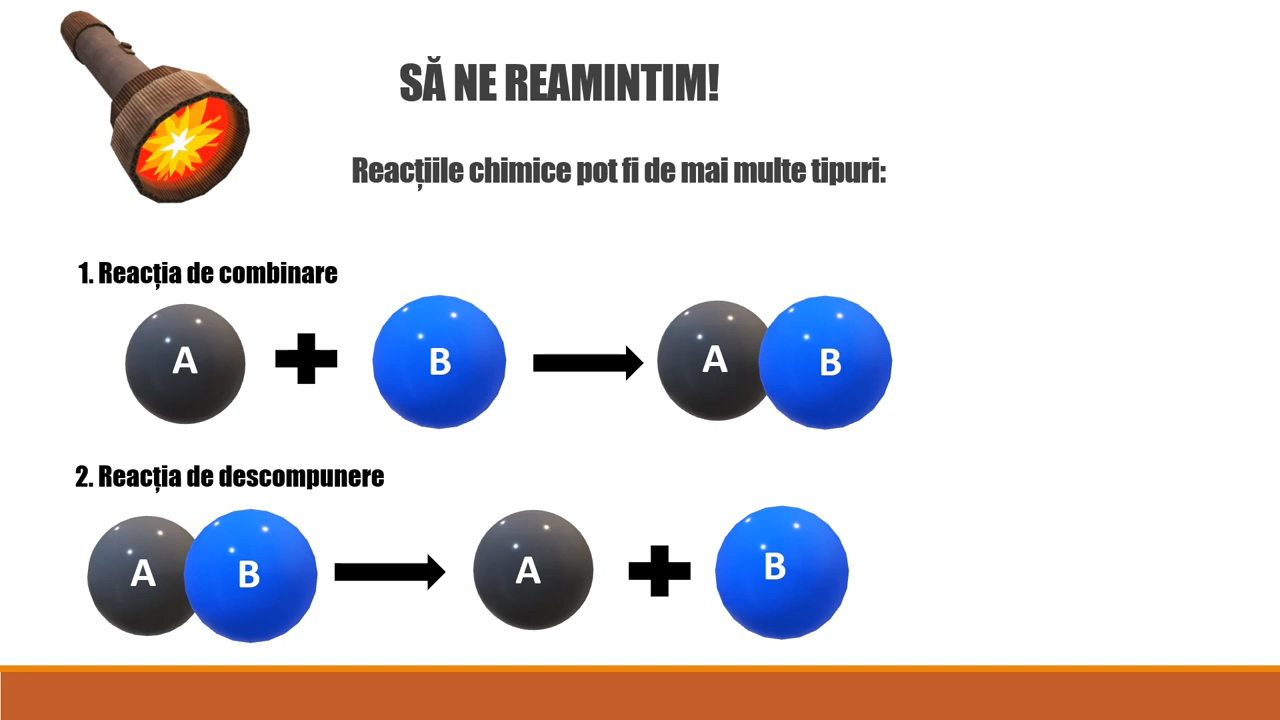 SĂ NE REAMINTIM!
Reacțiile chimice pot fi de mai multe tipuri:
1. Reacția de combinare
A B A B
2. Reacția de descompunere
A B A B